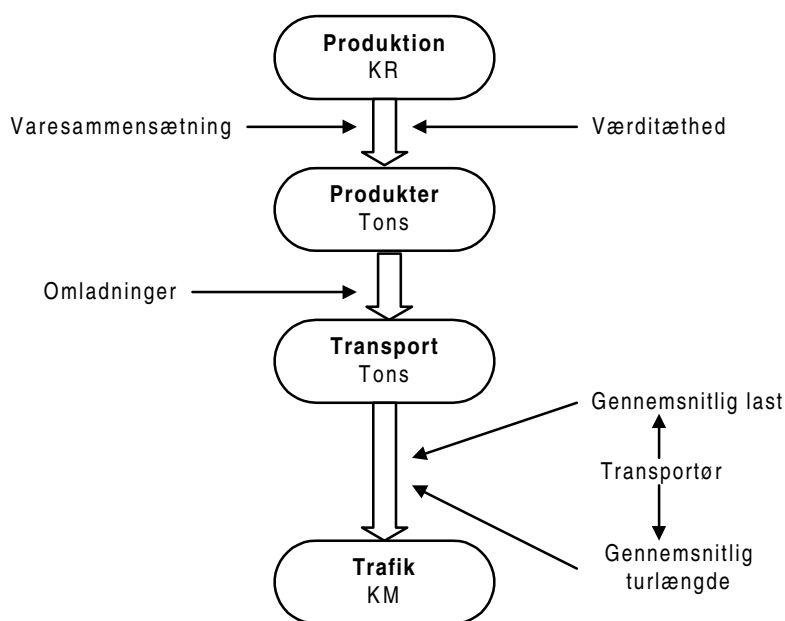 Produktion
KR
Varesammensætning
Værditæthed
Produkter
Tons
Omladninger
Transport
Tons
Gennemsnitlig last
Transportør
Gennemsnitlig
turlængde
Trafik
KM